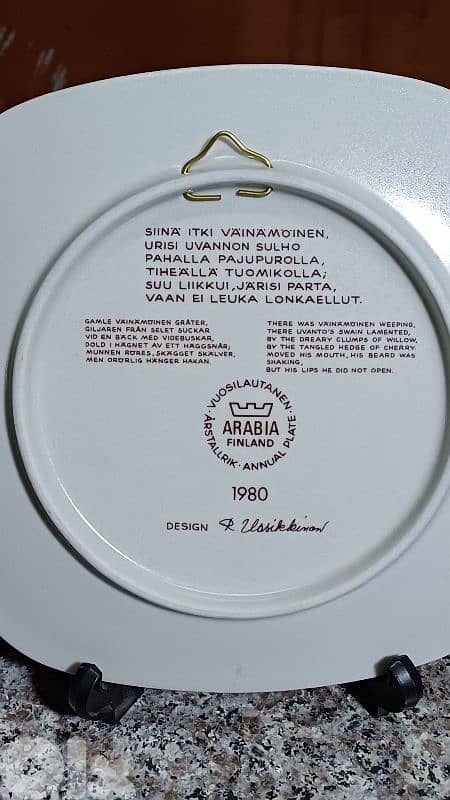 SIINÄ ITKI VÄINÄMÖINEN,
URISI UVANNON SULHO
PAHALLA PAJUPUROLLA,
TIHEÄLLÄ TUOMIKOLLA;
SUU LIIKKUI, JÄRISI PARTA,
VAAN EI LEUKA LONKAELLUT.
GAMLE VÄINÄMÖINEN GRÅTER,
GILJAREN FRÅN SELET SUCKAR
VID EN BÄCK MED VIDEBUSKAR,
DOLD I HÄGNET AV ETT HÄGGSNÅR;
MUNNEN RÖRES, SKÄGGET SKÄLVER,
MEN ORÖRLIG HÄNGER HAKAN.
THERE WAS VÄINÄMÖINEN WEEPING,
THERE UVANTO'S SWAIN LAMENTED,
BY THE DREARY CLUMPS OF WILLOW,
BY THE TANGLED HEDGE OF CHERRY.
MOVED HIS MOUTH, HIS BEARD WAS
SHAKING,
BUT HIS LIPS HE DID NOT OPEN.
VUOSILAUTANEN · ÅRSTALLRIK · ANNUAL PLATE ·
ARABIA
FINLAND
1980
DESIGN R Uosikkinen